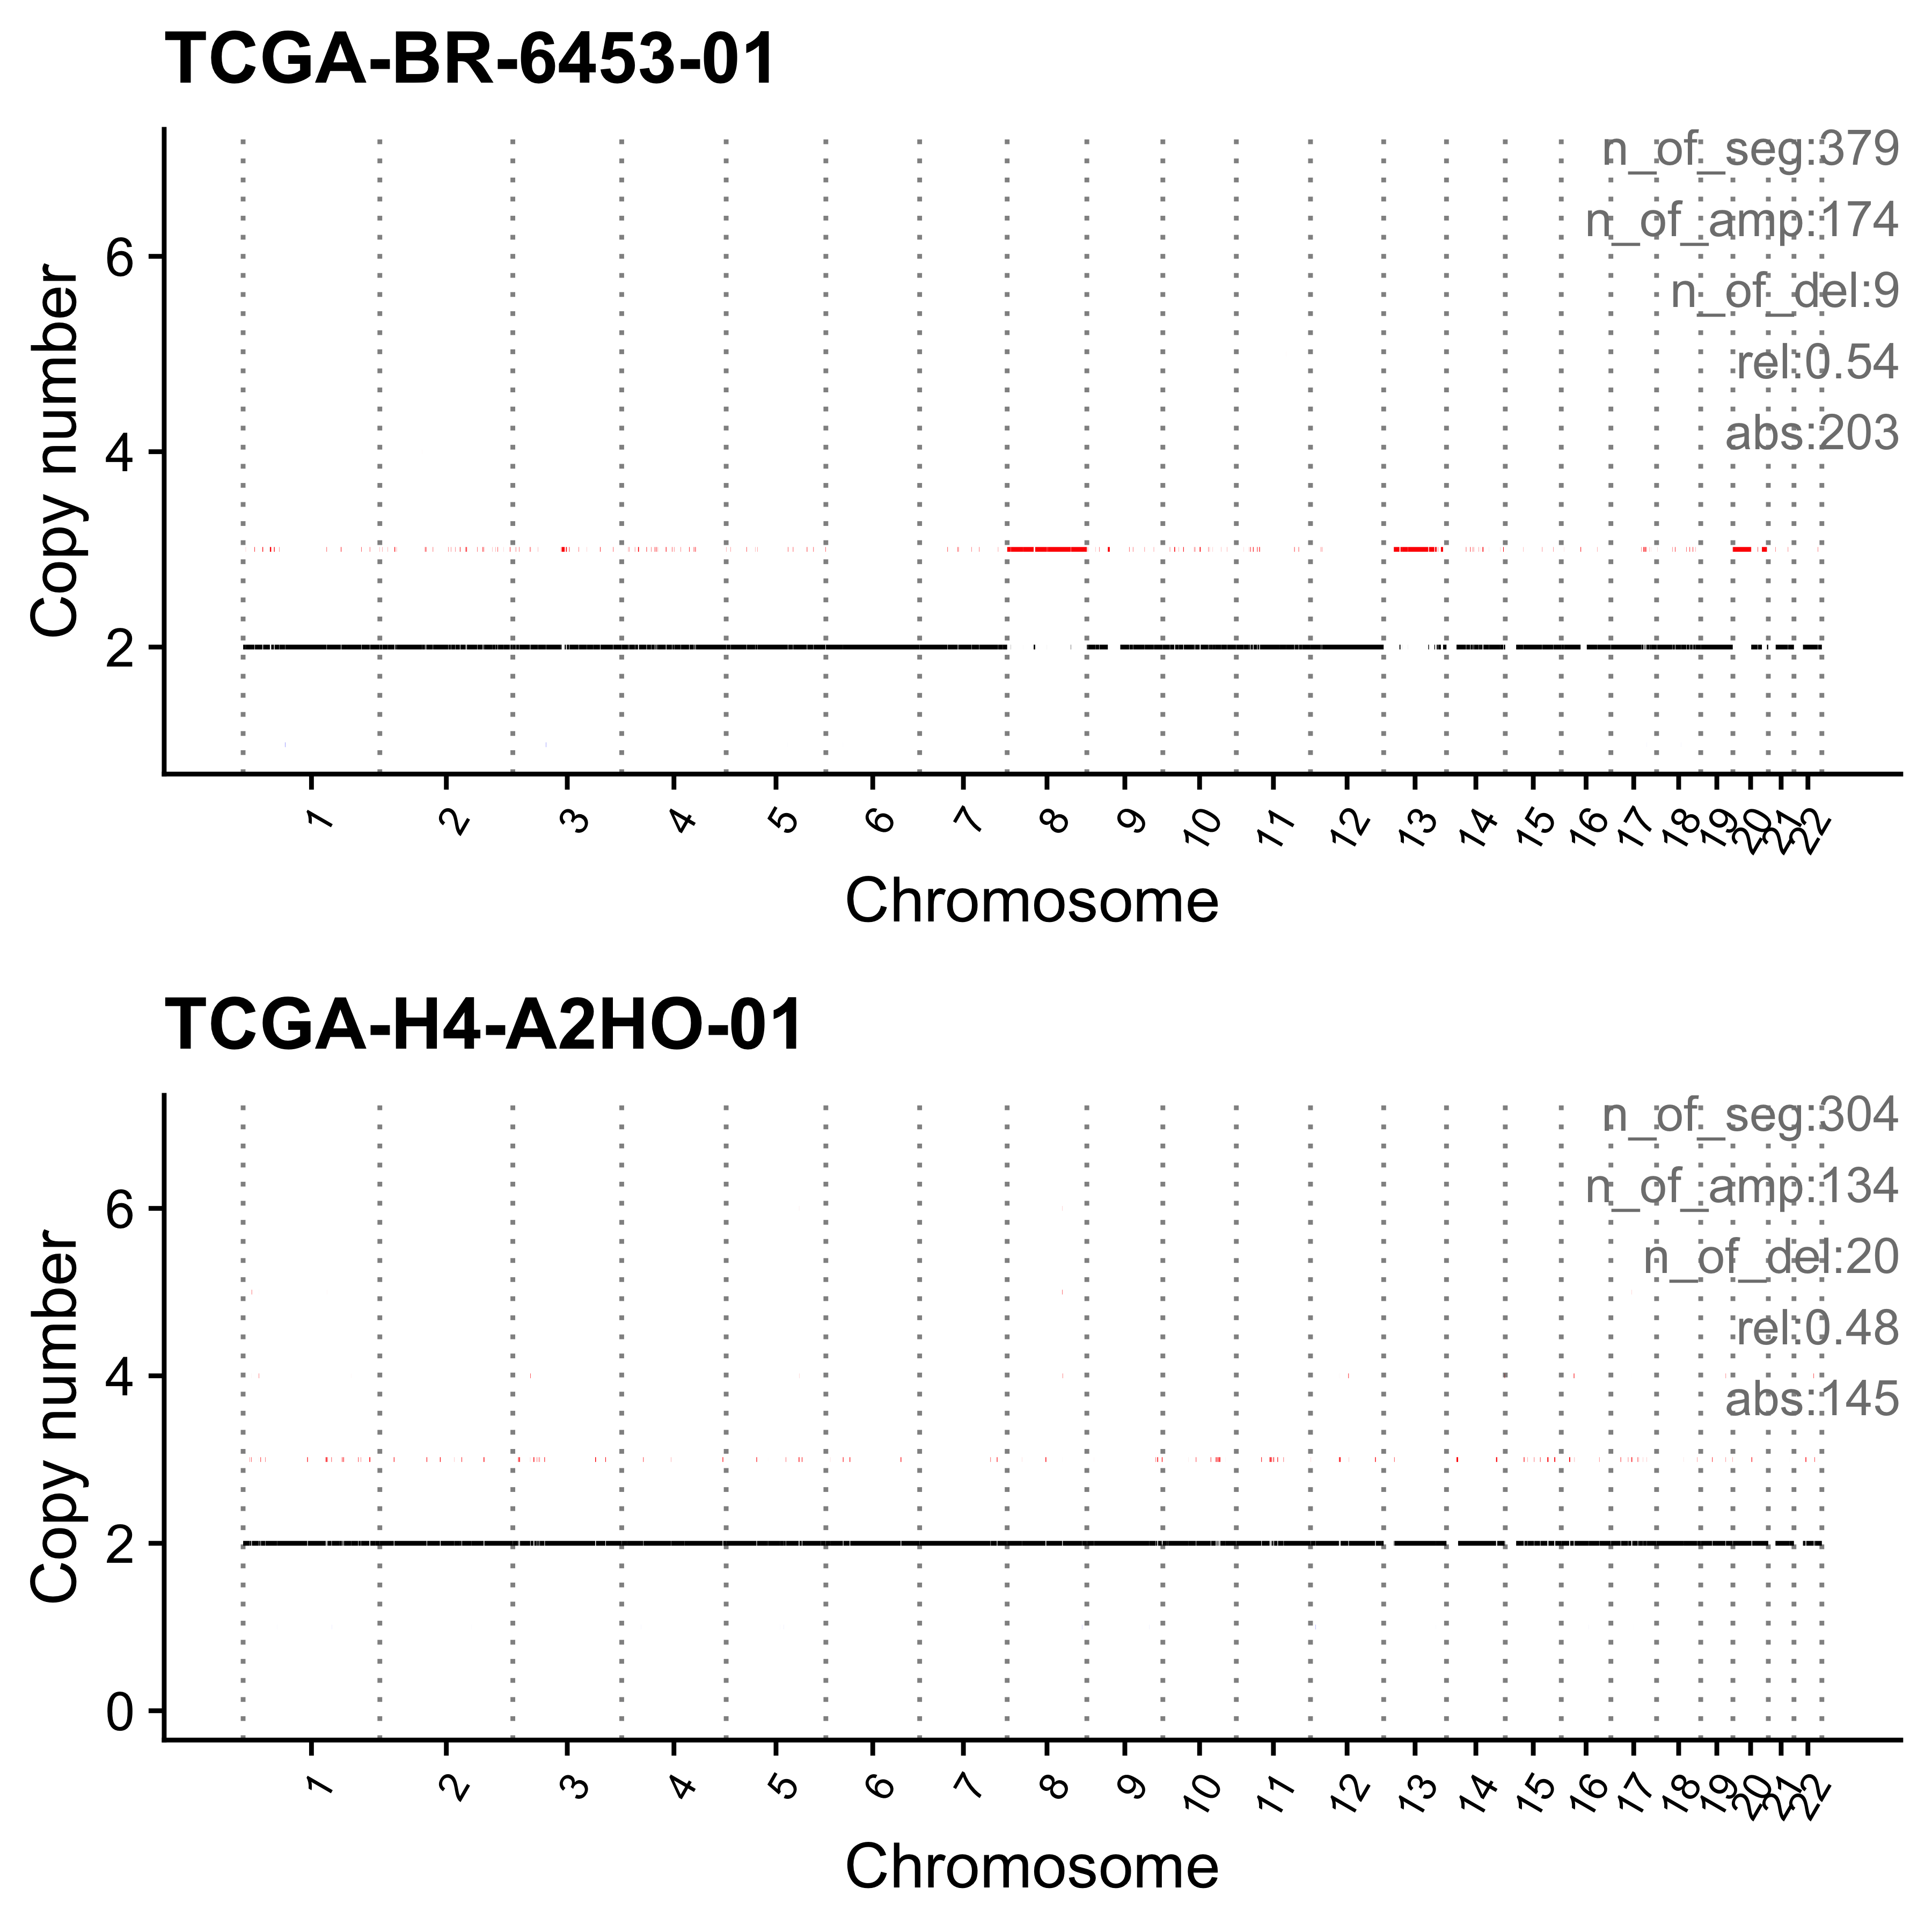 TCGA-BR-6453-01
n_of_seg:379
n_of_amp:174
n_of_del:9
rel:0.54
abs:203
Copy number
6
4
2
1 2 3 4 5 6 7 8 9 10 11 12 13 14 15 16 17 18 19 20 21 22
Chromosome
TCGA-H4-A2HO-01
n_of_seg:304
n_of_amp:134
n_of_del:20
rel:0.48
abs:145
Copy number
6
4
2
0
1 2 3 4 5 6 7 8 9 10 11 12 13 14 15 16 17 18 19 20 21 22
Chromosome